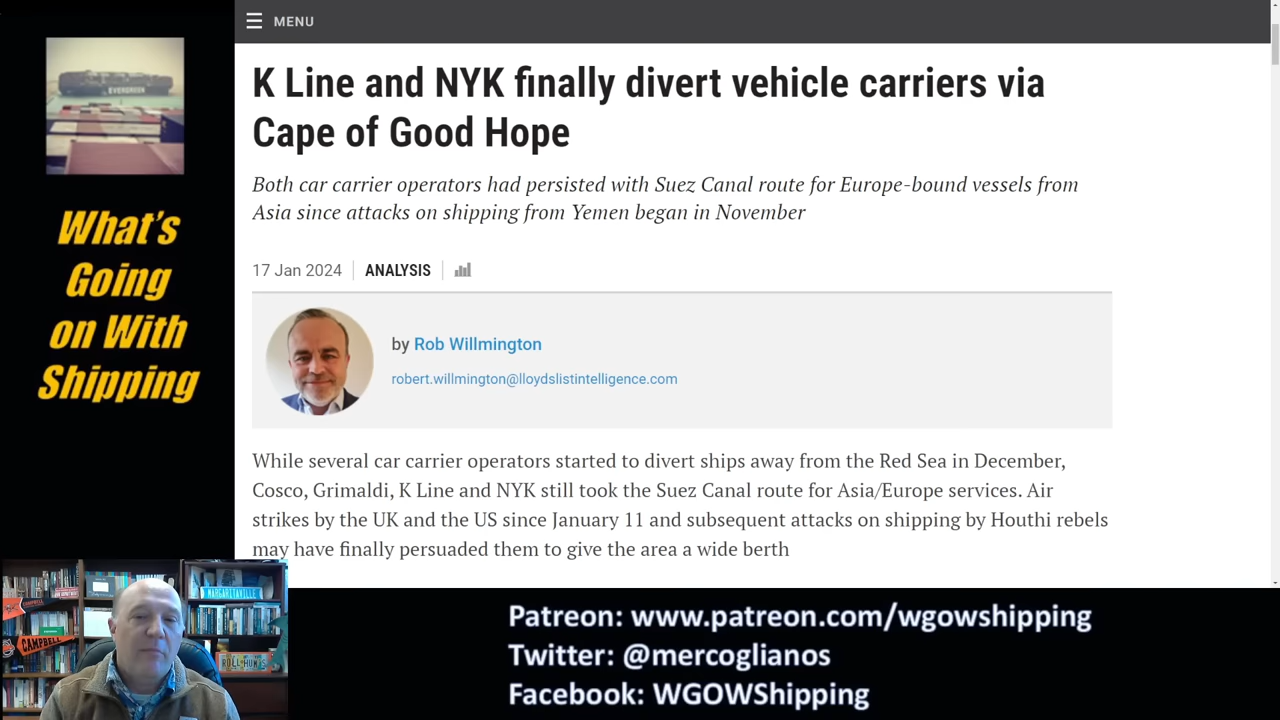 MENU
K Line and NYK finally divert vehicle carriers via
Cape of Good Hope
Both car carrier operators had persisted with Suez Canal route for Europe-bound vessels from
Asia since attacks on shipping from Yemen began in November
17 Jan 2024
ANALYSIS
by Rob Willmington
robert.willmington@lloydslistintelligence.com
While several car carrier operators started to divert ships away from the Red Sea in December,
Cosco, Grimaldi, K Line and NYK still took the Suez Canal route for Asia/Europe services. Air
strikes by the UK and the US since January 11 and subsequent attacks on shipping by Houthi rebels
may have finally persuaded them to give the area a wide berth
EVERGREEN
What's
Going
on With
Shipping
MARGARITAVILLE
CAMPBELL
ROLL HUMPS
Patreon: www.patreon.com/wgowshipping
Twitter: @mercoglianos
Facebook: WGOWShipping